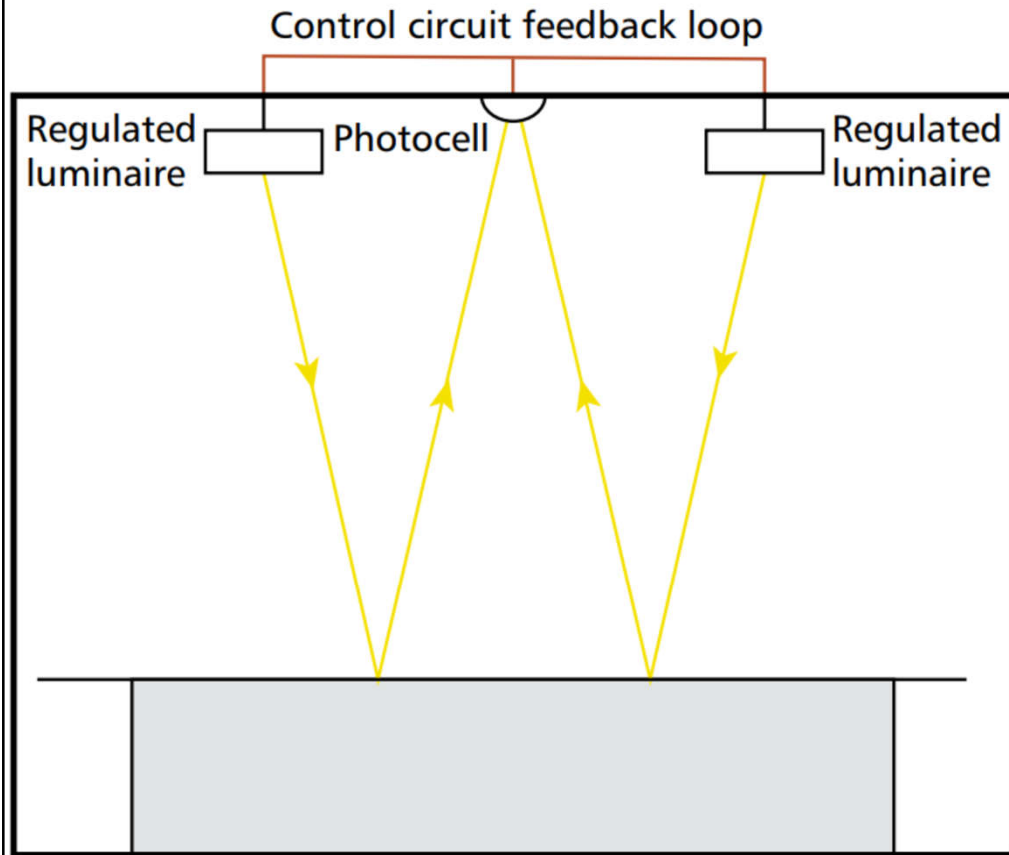 Control circuit feedback loop
Regulated
luminaire
Photocell
Regulated
luminaire